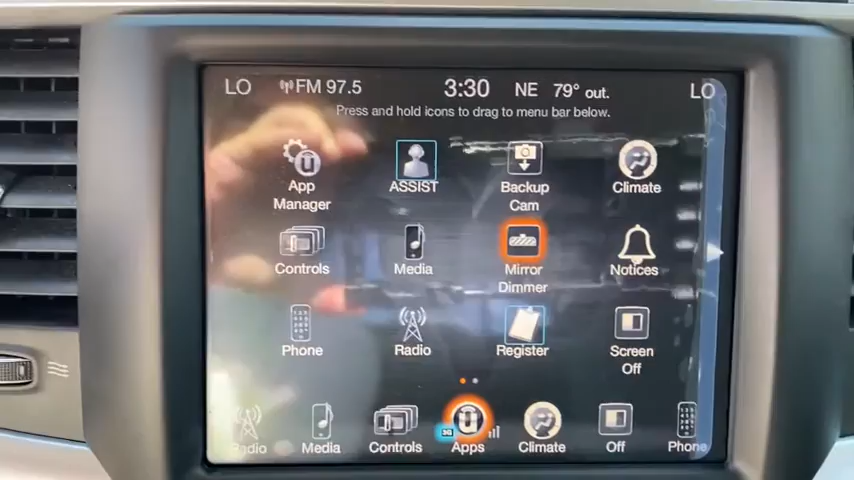 LO FM 97.5 3:30 NE 79° out. LO
Press and hold icons to drag to menu bar below.
App
Manager
ASSIST
Backup
Cam
Climate
Controls
Media
Mirror
Dimmer
Notices
Phone
Radio
Register
Screen
Off
Radio Media Controls 3G Apps Climate Off Phone